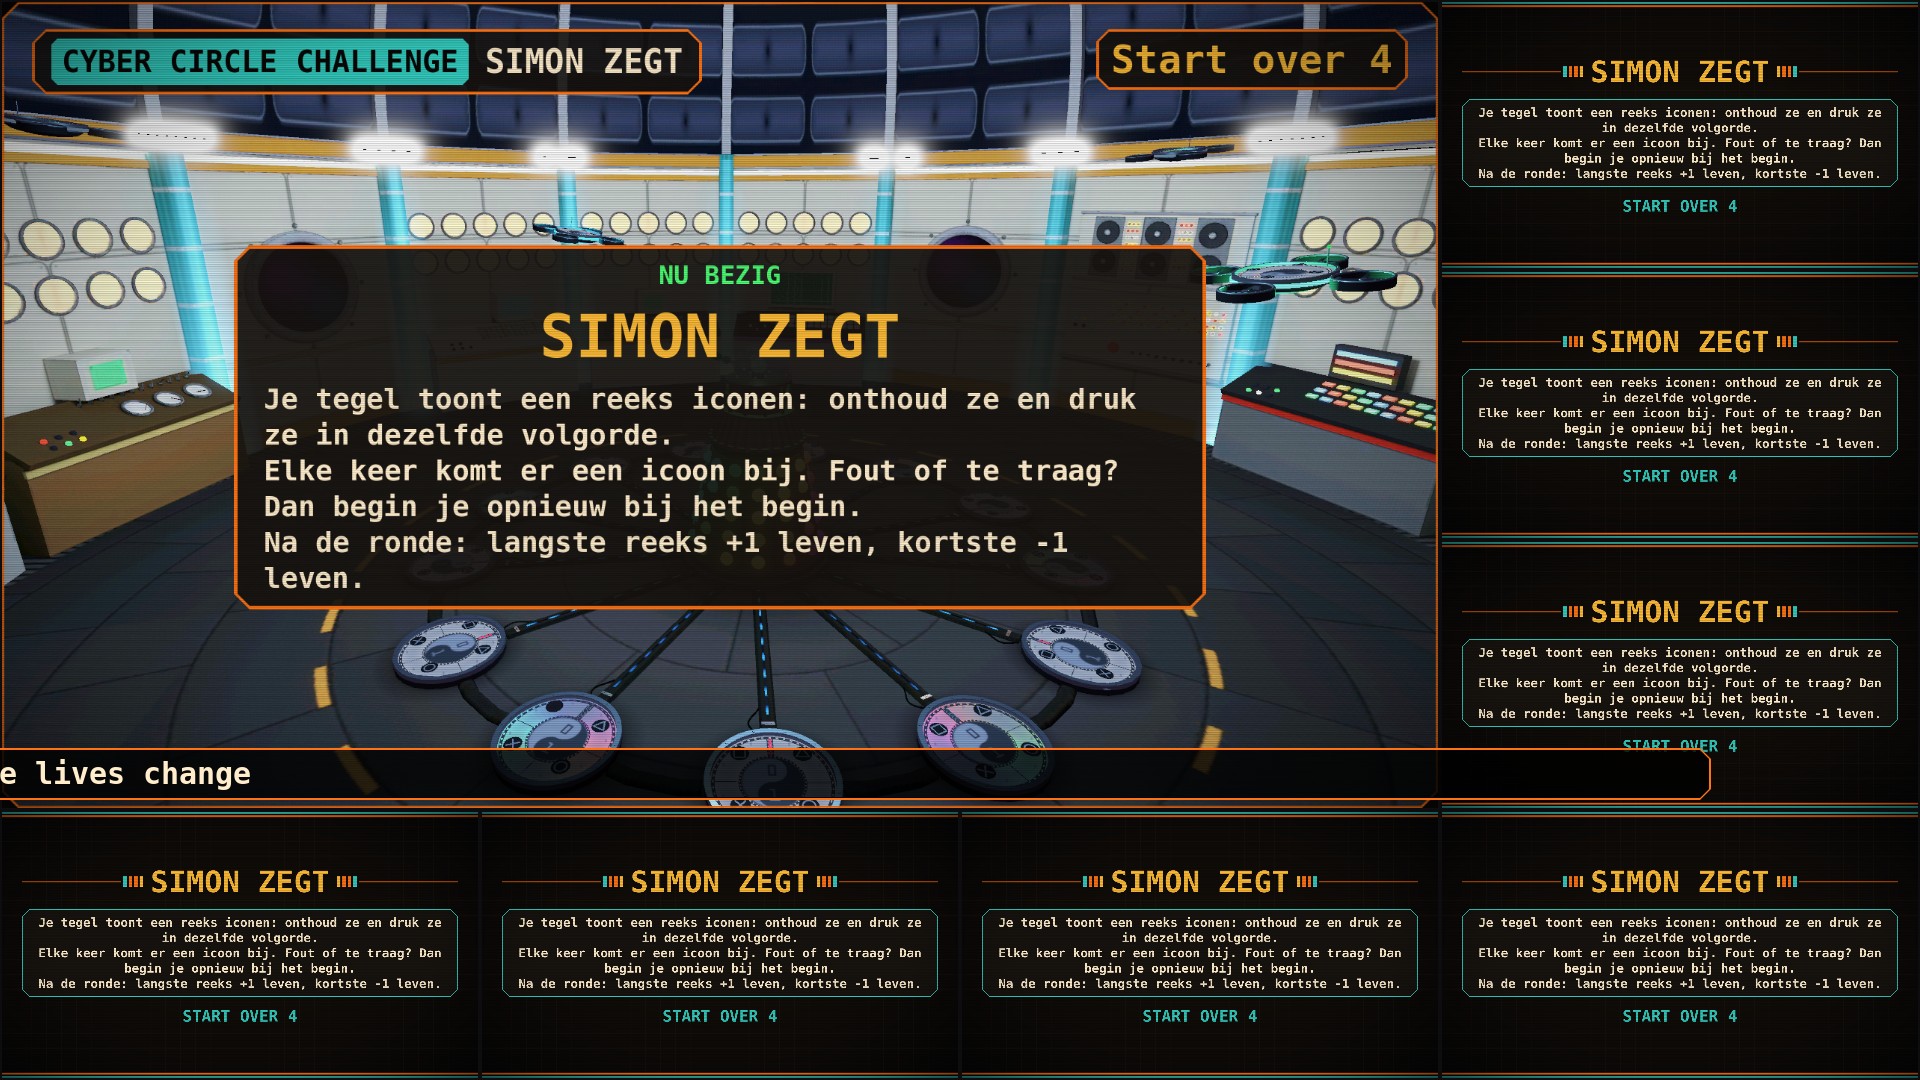 CYBER CIRCLE CHALLENGE SIMON ZEGT
Start over 4
NU BEZIG
SIMON ZEGT
Je tegel toont een reeks iconen: onthoud ze en druk
ze in dezelfde volgorde.
Elke keer komt er een icoon bij. Fout of te traag?
Dan begin je opnieuw bij het begin.
Na de ronde: langste reeks +1 leven, kortste -1
leven.
e lives change
SIMON ZEGT
Je tegel toont een reeks iconen: onthoud ze en druk ze
in dezelfde volgorde.
Elke keer komt er een icoon bij. Fout of te traag? Dan
begin je opnieuw bij het begin.
Na de ronde: langste reeks +1 leven, kortste -1 leven.
START OVER 4
SIMON ZEGT
Je tegel toont een reeks iconen: onthoud ze en druk ze
in dezelfde volgorde.
Elke keer komt er een icoon bij. Fout of te traag? Dan
begin je opnieuw bij het begin.
Na de ronde: langste reeks +1 leven, kortste -1 leven.
START OVER 4
SIMON ZEGT
Je tegel toont een reeks iconen: onthoud ze en druk ze
in dezelfde volgorde.
Elke keer komt er een icoon bij. Fout of te traag? Dan
begin je opnieuw bij het begin.
Na de ronde: langste reeks +1 leven, kortste -1 leven.
START OVER 4
SIMON ZEGT
Je tegel toont een reeks iconen: onthoud ze en druk ze
in dezelfde volgorde.
Elke keer komt er een icoon bij. Fout of te traag? Dan
begin je opnieuw bij het begin.
Na de ronde: langste reeks +1 leven, kortste -1 leven.
START OVER 4
SIMON ZEGT
Je tegel toont een reeks iconen: onthoud ze en druk ze
in dezelfde volgorde.
Elke keer komt er een icoon bij. Fout of te traag? Dan
begin je opnieuw bij het begin.
Na de ronde: langste reeks +1 leven, kortste -1 leven.
START OVER 4
SIMON ZEGT
Je tegel toont een reeks iconen: onthoud ze en druk ze
in dezelfde volgorde.
Elke keer komt er een icoon bij. Fout of te traag? Dan
begin je opnieuw bij het begin.
Na de ronde: langste reeks +1 leven, kortste -1 leven.
START OVER 4
SIMON ZEGT
Je tegel toont een reeks iconen: onthoud ze en druk ze
in dezelfde volgorde.
Elke keer komt er een icoon bij. Fout of te traag? Dan
begin je opnieuw bij het begin.
Na de ronde: langste reeks +1 leven, kortste -1 leven.
START OVER 4